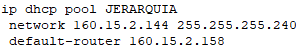 ip dhcp pool JERARQUIA
network 160.15.2.144 255.255.255.240
default-router 160.15.2.158